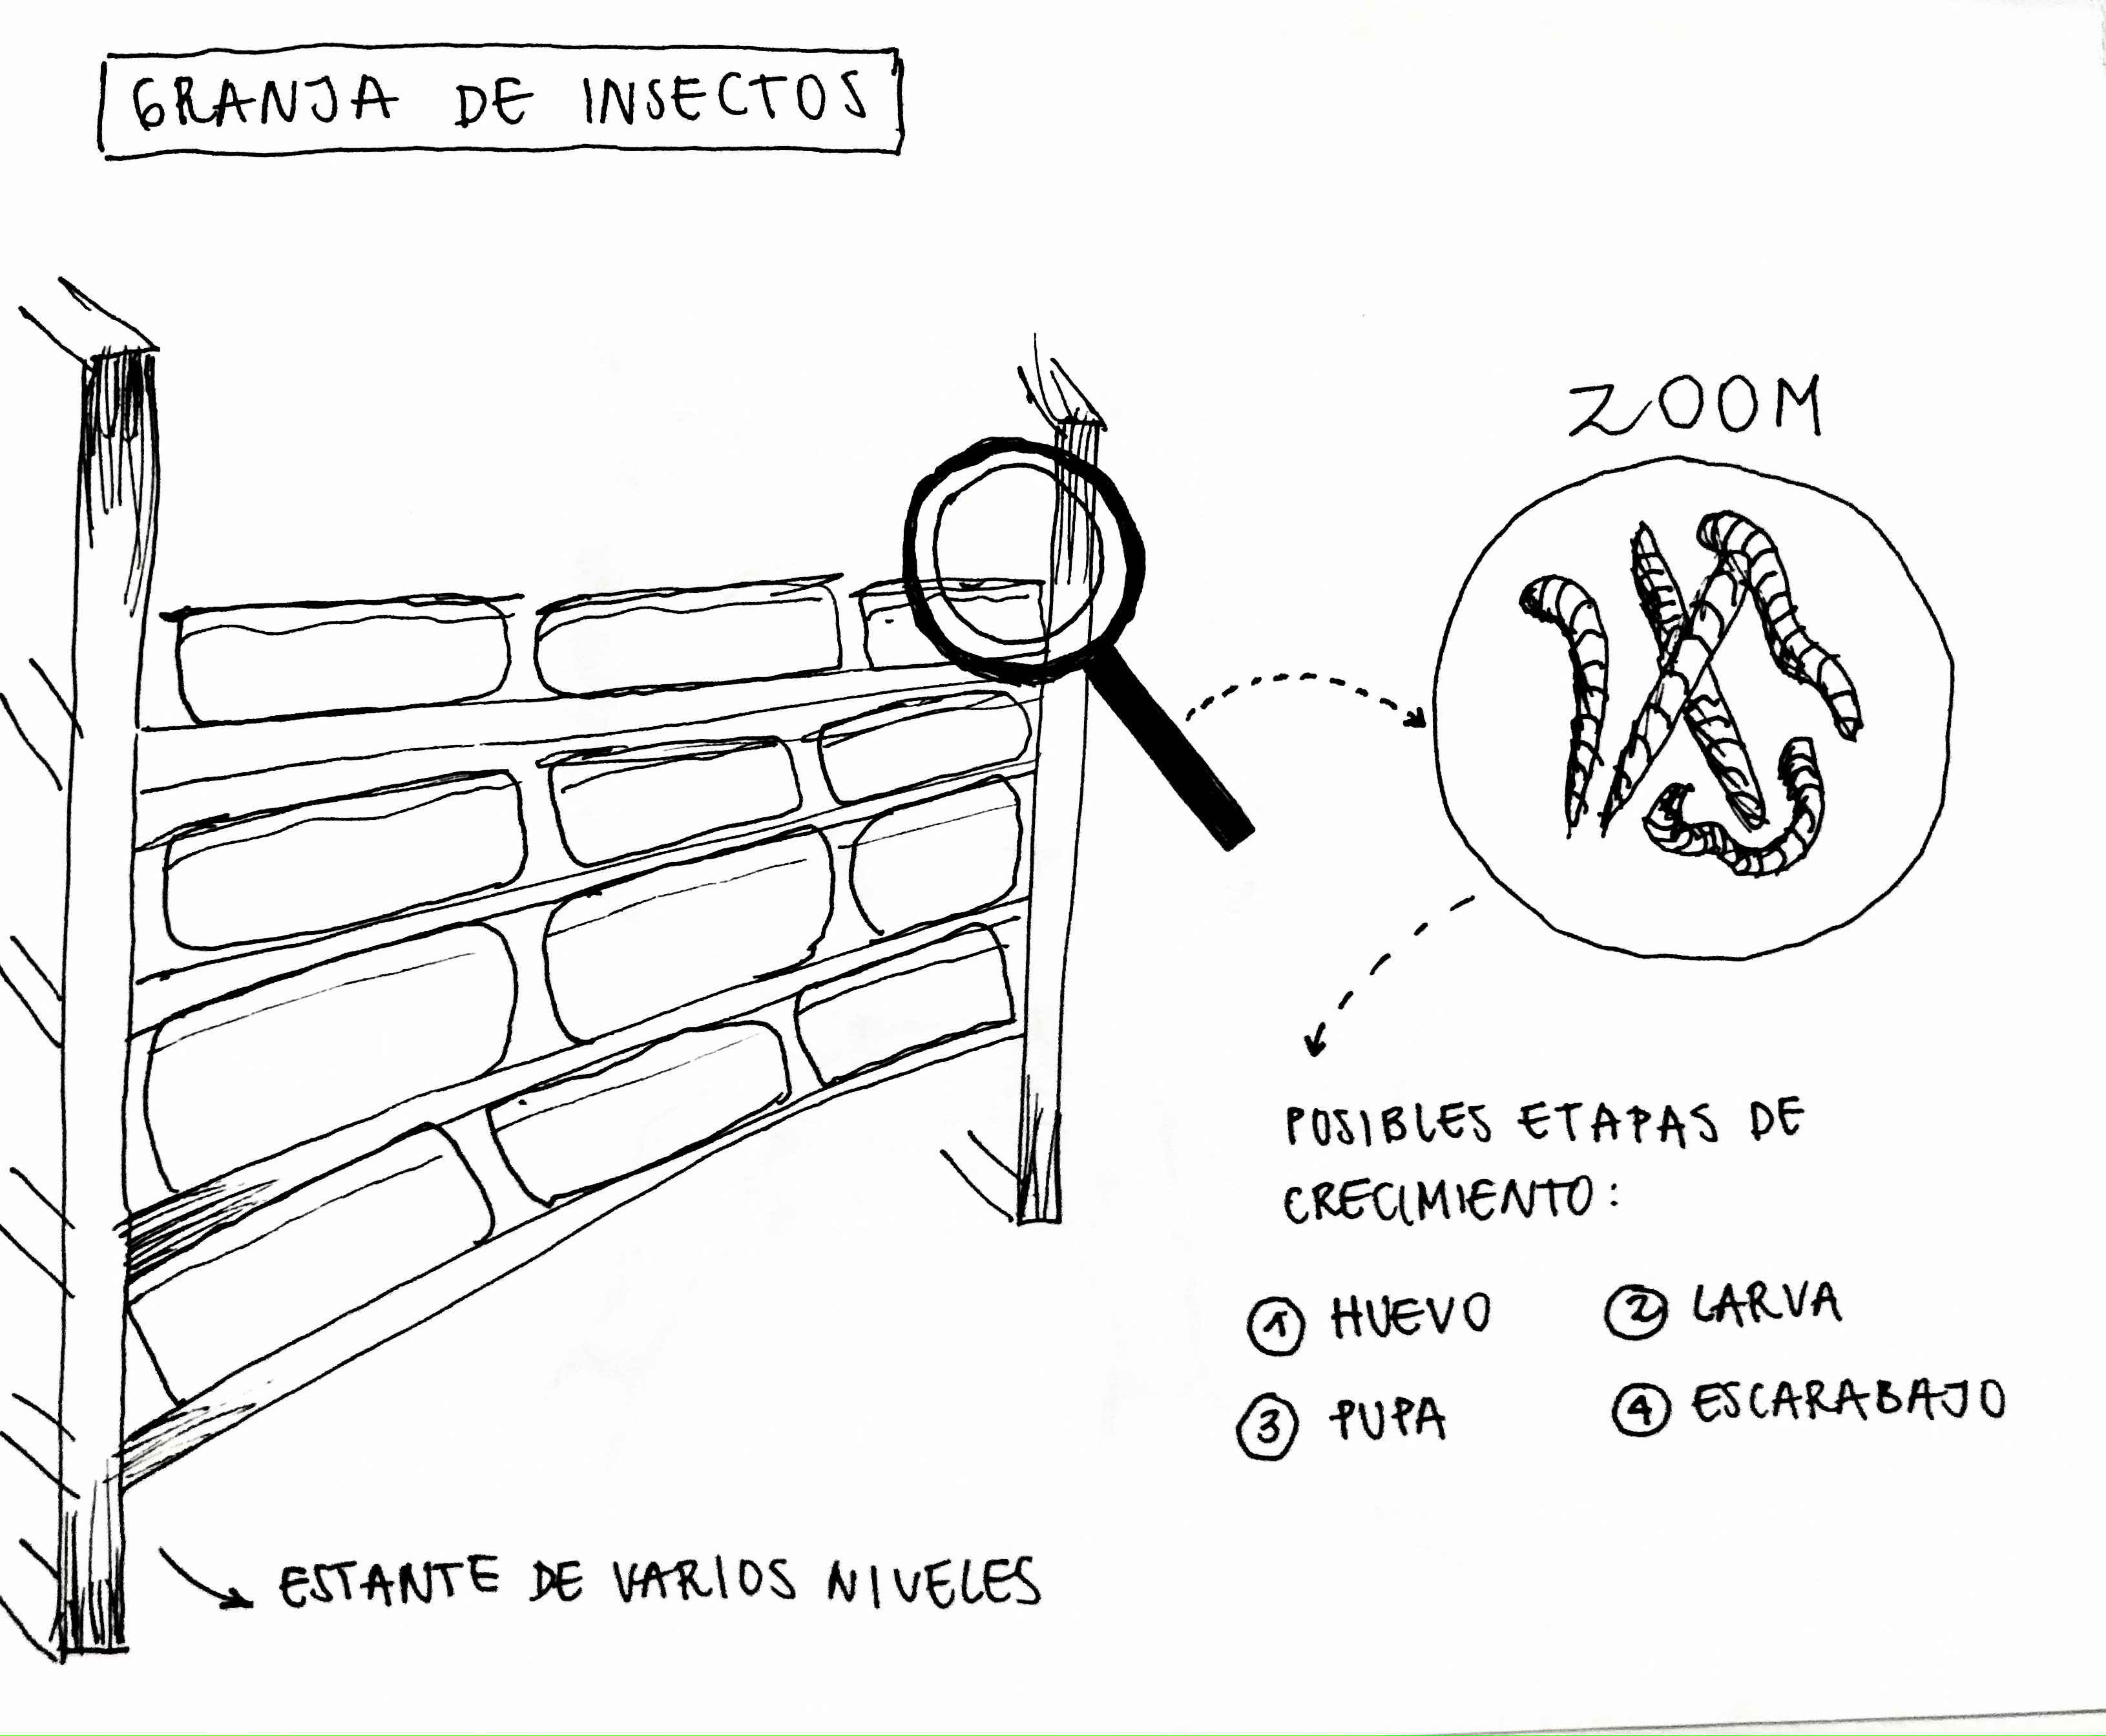 GRANJA DE INSECTOS
ZOOM
POSIBLES ETAPAS DE
CRECIMIENTO:
1 HUEVO
2 LARVA
3 PUPA
4 ESCARABAJO
ESTANTE DE VARIOS NIVELES